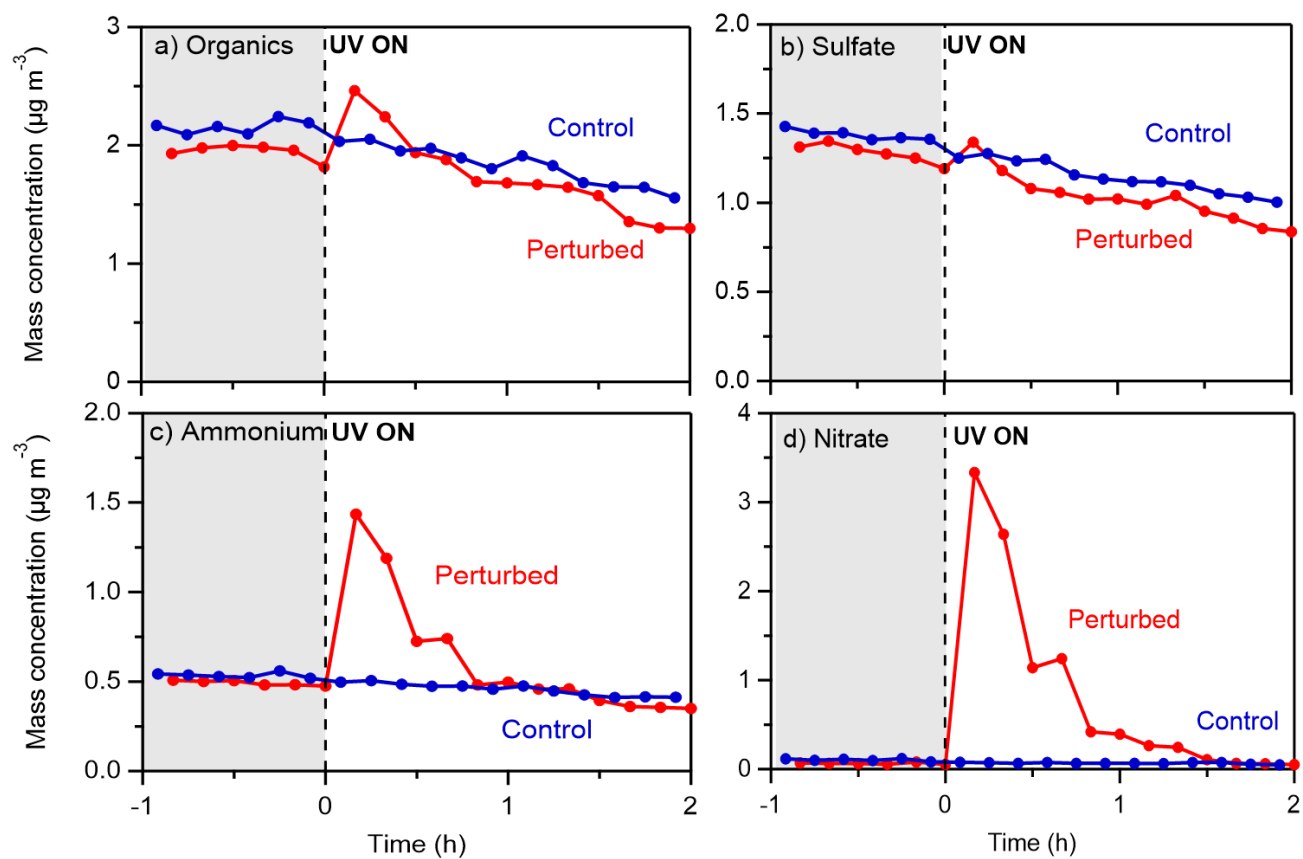 a) Organics
UV ON
Control
Perturbed
Mass concentration (µg m⁻³)
3
2
1
0
b) Sulfate
Control
Perturbed
2.0
1.5
1.0
0.5
0.0
c) Ammonium
UV ON
Perturbed
Control
Mass concentration (µg m⁻³)
2.0
1.5
1.0
0.5
0.0
-1
0
1
2
Time (h)
d) Nitrate
UV ON
Perturbed
Control
4
3
2
1
0
-1
0
1
2
Time (h)